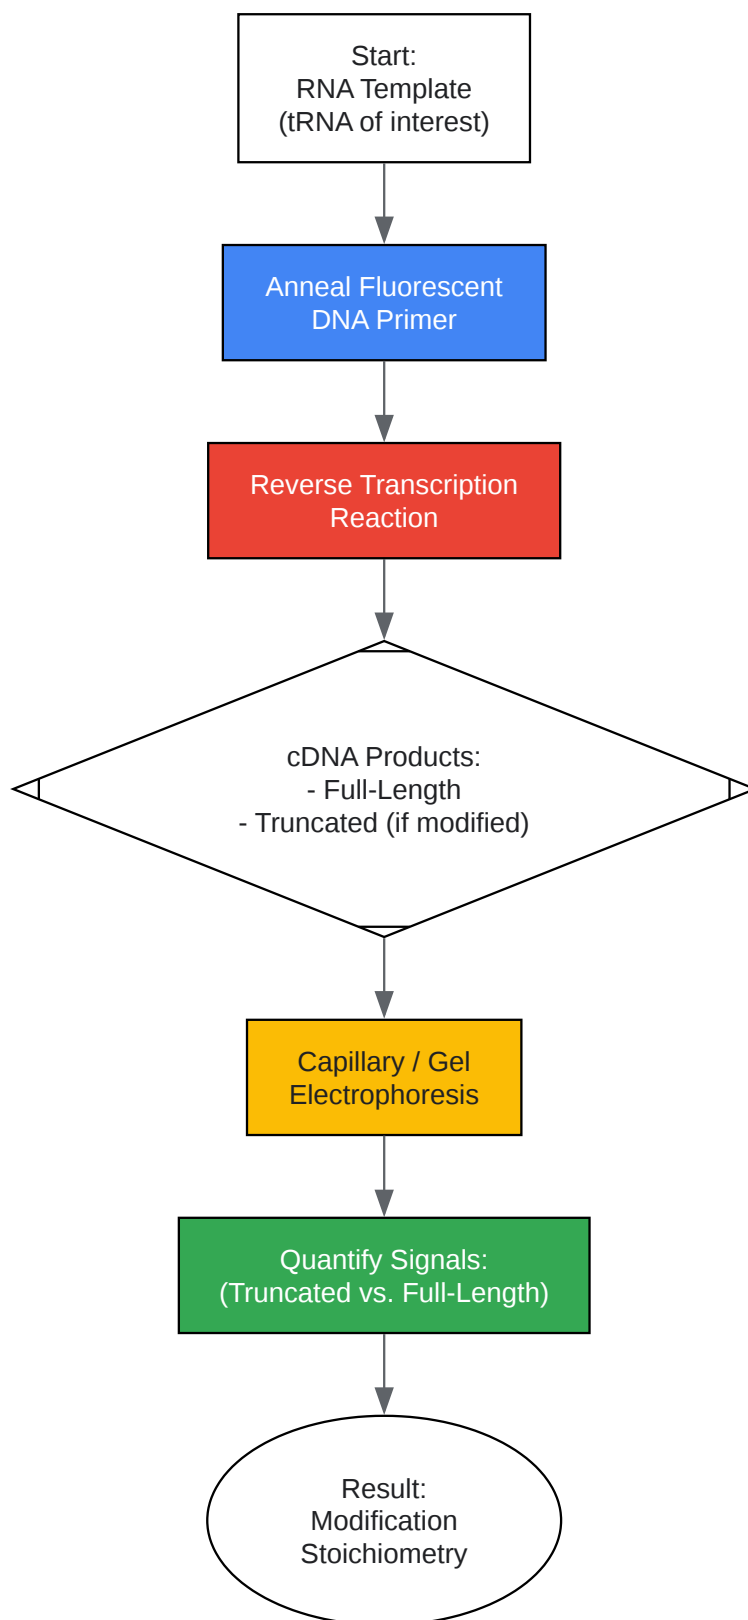 Start:
RNA Template
(tRNA of interest)
Anneal Fluorescent
DNA Primer
Reverse Transcription
Reaction
cDNA Products:
- Full-Length
- Truncated (if modified)
Capillary / Gel
Electrophoresis
Quantify Signals:
(Truncated vs. Full-Length)
Result:
Modification
Stoichiometry